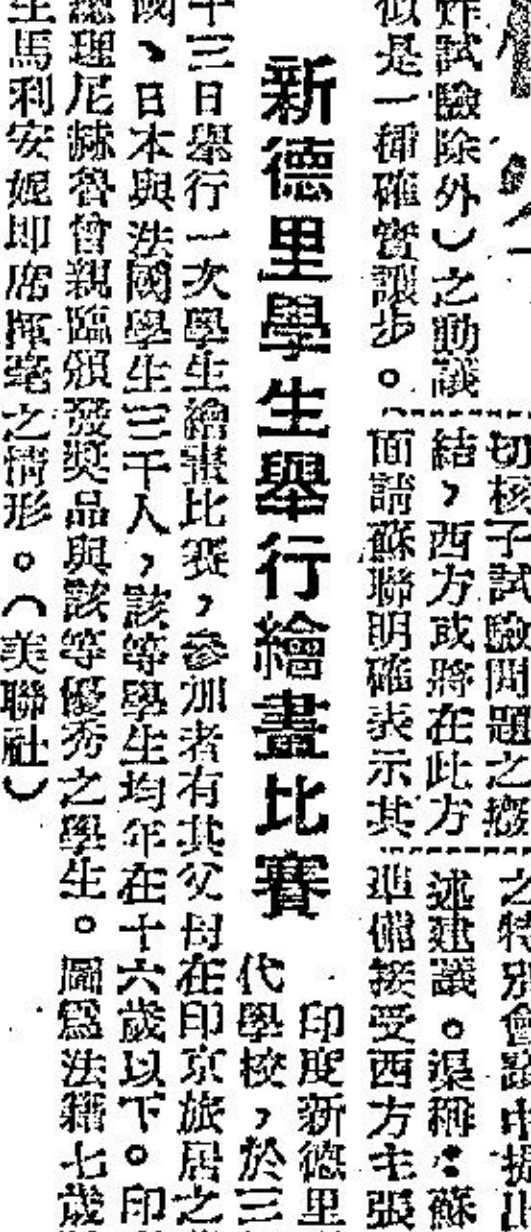 炸試驗除外）之動議
似是一種確實讓步。
切核子試驗問題之癥
結，西方或將在此方
面請蘇聯明確表示其
之特別會議中提出
述建議。渠稱：蘇
準備接受西方主張
新德里學生舉行繪畫比賽
印度新德里
代學校，於三
十三日舉行一次學生繪畫比賽，參加者有其父母在印京旅居之
國、日本與法國學生三千人，該等學生均年在十六歲以下。印
總理尼赫魯曾親臨頒發獎品與該等優秀之學生。圖爲法籍七歲
生馬利安妮即席揮毫之情形。（美聯社）